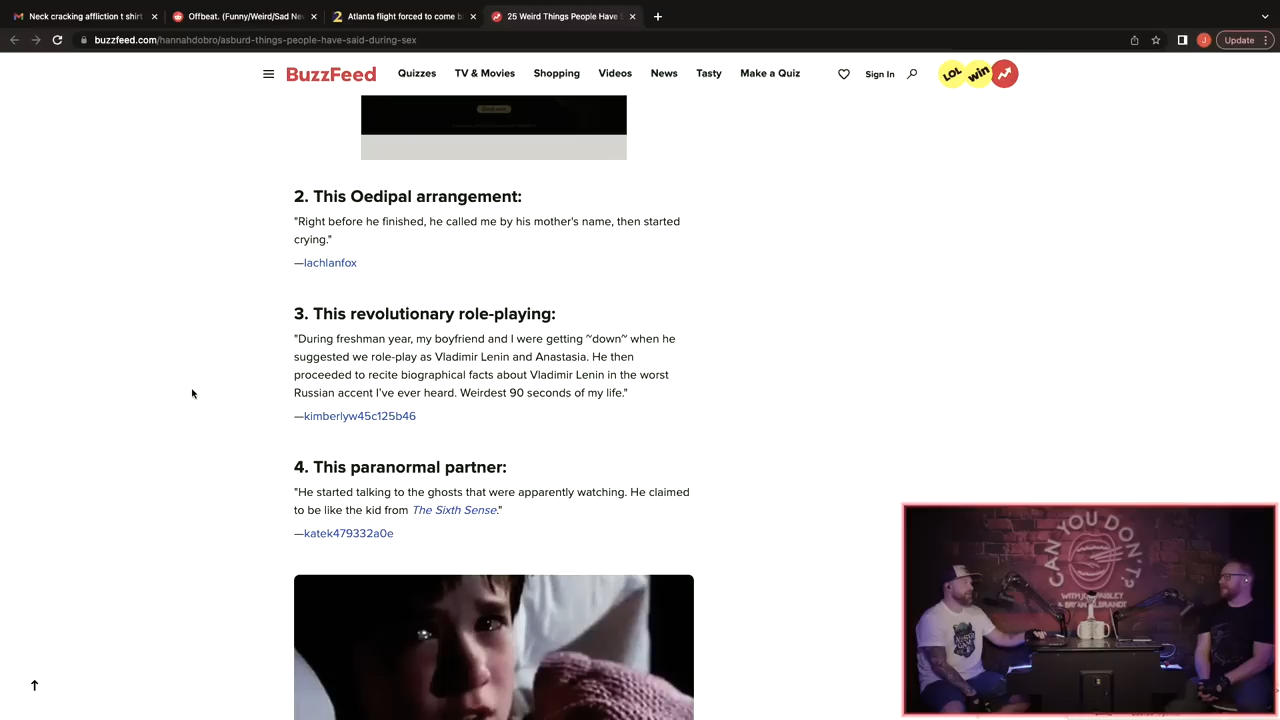 Neck cracking affliction t shirt
Offbeat. (Funny/Weird/Sad Ne
Atlanta flight forced to come b
25 Weird Things People Have S
buzzfeed.com/hannahdobro/asburd-things-people-have-said-during-sex
J
Update
BuzzFeed
Quizzes
TV & Movies
Shopping
Videos
News
Tasty
Make a Quiz
Sign In
LOL
win
2. This Oedipal arrangement:
"Right before he finished, he called me by his mother's name, then started
crying."
—lachlanfox
3. This revolutionary role-playing:
"During freshman year, my boyfriend and I were getting ~down~ when he
suggested we role-play as Vladimir Lenin and Anastasia. He then
proceeded to recite biographical facts about Vladimir Lenin in the worst
Russian accent I've ever heard. Weirdest 90 seconds of my life."
—kimberlyw45c125b46
4. This paranormal partner:
"He started talking to the ghosts that were apparently watching. He claimed
to be like the kid from The Sixth Sense."
—katek479332a0e
CAN YOU DON'T?